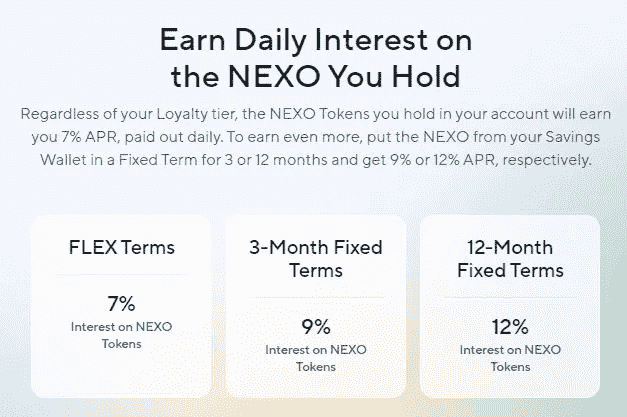 Earn Daily Interest on
the NEXO You Hold
Regardless of your Loyalty tier, the NEXO Tokens you hold in your account will earn
you 7% APR, paid out daily. To earn even more, put the NEXO from your Savings
Wallet in a Fixed Term for 3 or 12 months and get 9% or 12% APR, respectively.
FLEX Terms
7%
Interest on NEXO
Tokens
3-Month Fixed
Terms
9%
Interest on NEXO
Tokens
12-Month
Fixed Terms
12%
Interest on NEXO
Tokens